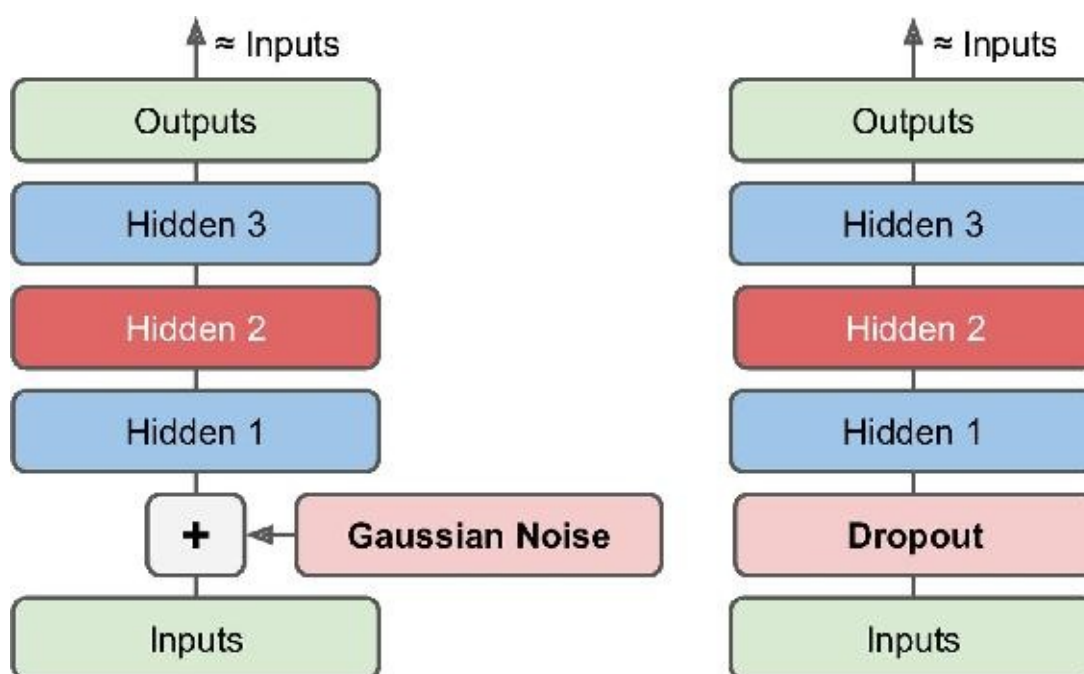 ≈ Inputs
Outputs
Hidden 3
Hidden 2
Hidden 1
+
Gaussian Noise
Inputs
≈ Inputs
Outputs
Hidden 3
Hidden 2
Hidden 1
Dropout
Inputs